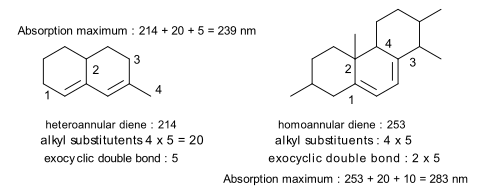 Absorption maximum : 214 + 20 + 5 = 239 nm
1
2
3
4
heteroannular diene : 214
alkyl substitutents 4 x 5 = 20
exocyclic double bond : 5
4
2
3
1
homoannular diene : 253
alkyl substituents : 4 x 5
exocyclic double bond : 2 x 5
Absorption maximum : 253 + 20 + 10 = 283 nm